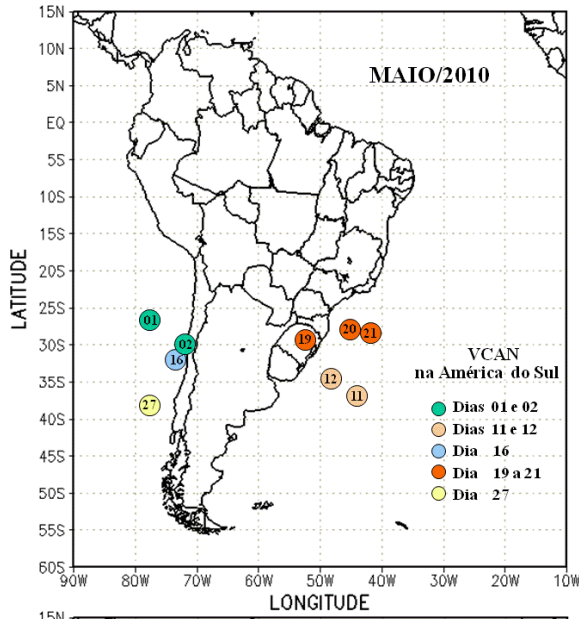 15N
10N
5N
EQ
5S
10S
15S
20S
25S
30S
35S
40S
45S
50S
55S
60S
LATITUDE
MAIO/2010
01
02
16
27
19
20
21
12
11
VCAN
na América do Sul
Dias 01 e 02
Dias 11 e 12
Dia 16
Dia 19 a 21
Dia 27
90W 80W 70W 60W 50W 40W 30W 20W 10W
LONGITUDE
15N